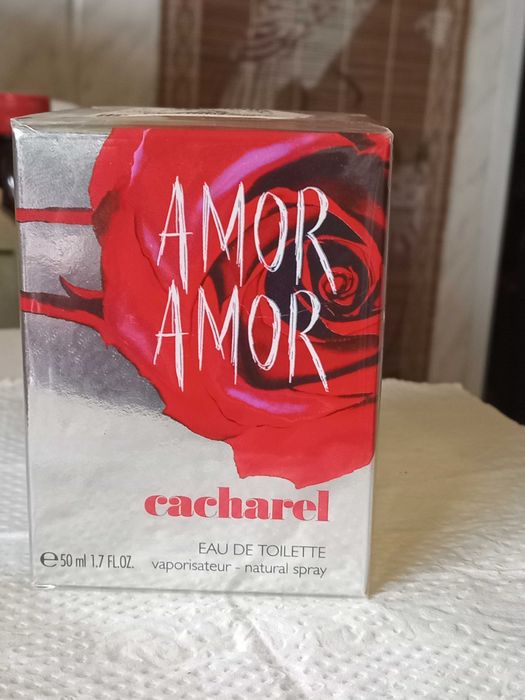 AMOR
AMOR
cacharel
EAU DE TOILETTE
℮50 ml 1.7 FL.OZ. vaporisateur - natural spray